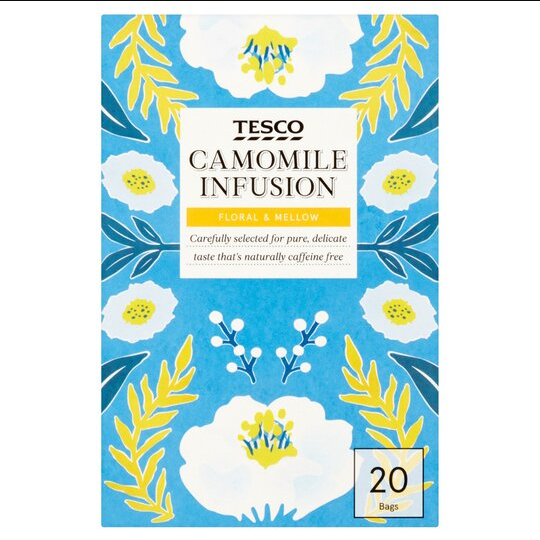 TESCO
CAMOMILE
INFUSION
FLORAL & MELLOW
Carefully selected for pure, delicate
taste that's naturally caffeine free
20
Bags